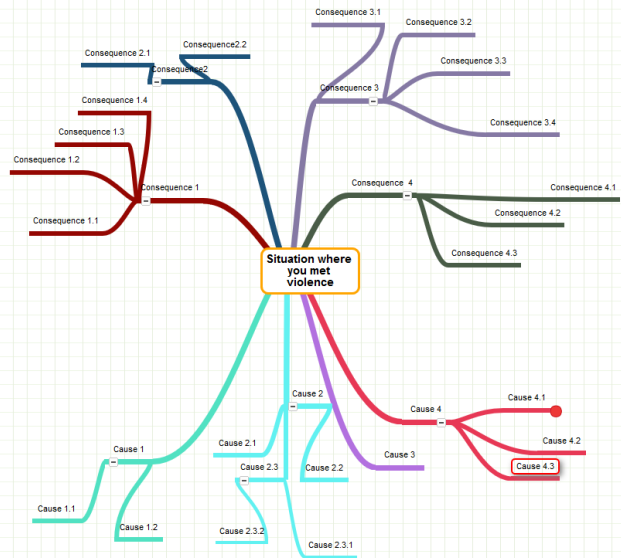 Consequence 3.1
Consequence 3.2
Consequence2.2
Consequence 2.1
Consequence2
Consequence 3.3
Consequence 3
Consequence 1.4
Consequence 3.4
Consequence 1.3
Consequence 1.2
Consequence 1
Consequence 4
Consequence 4.1
Consequence 4.2
Consequence 1.1
Consequence 4.3
Situation where
you met
violence
Cause 2
Cause 4.1
Cause 4
Cause 2.1
Cause 4.2
Cause 1
Cause 3
Cause 2.3
Cause 2.2
Cause 4.3
Cause 1.1
Cause 1.2
Cause 2.3.2
Cause 2.3.1